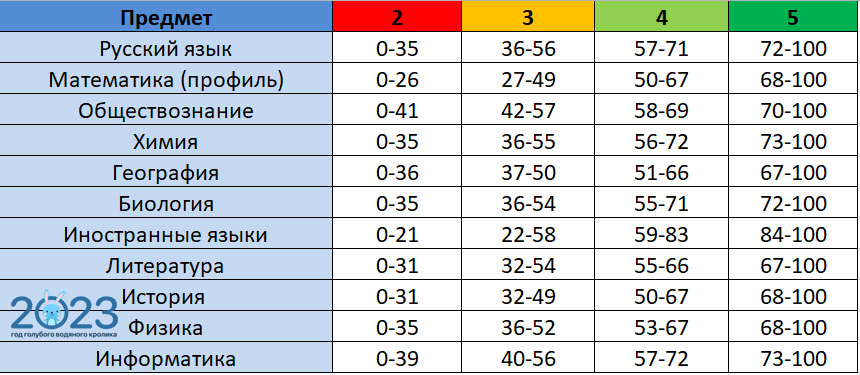 Предмет 2 3 4 5
Русский язык 0-35 36-56 57-71 72-100
Математика (профиль) 0-26 27-49 50-67 68-100
Обществознание 0-41 42-57 58-69 70-100
Химия 0-35 36-55 56-72 73-100
География 0-36 37-50 51-66 67-100
Биология 0-35 36-54 55-71 72-100
Иностранные языки 0-21 22-58 59-83 84-100
Литература 0-31 32-54 55-66 67-100
История 0-31 32-49 50-67 68-100
2023
год голубого водяного кролика
Физика 0-35 36-52 53-67 68-100
Информатика 0-39 40-56 57-72 73-100